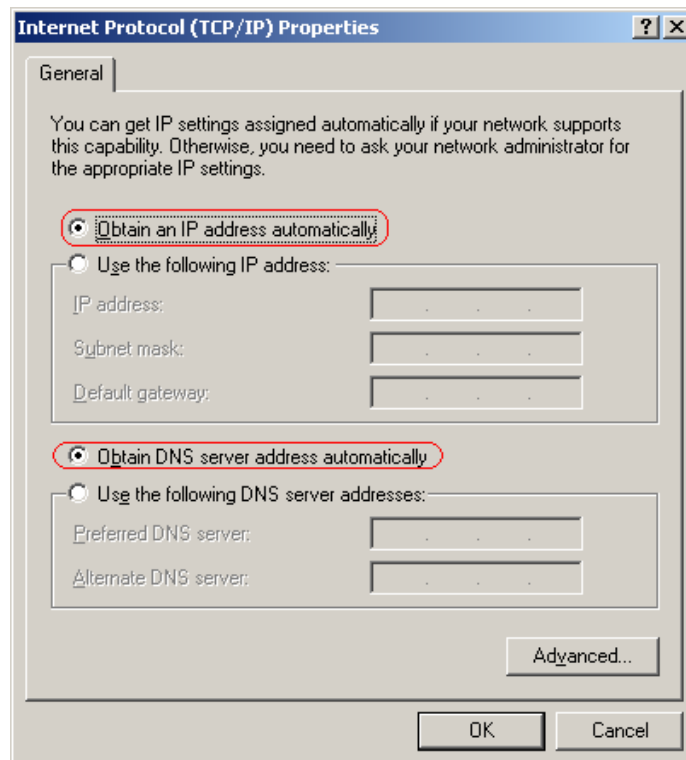 Internet Protocol (TCP/IP) Properties
General
You can get IP settings assigned automatically if your network supports
this capability. Otherwise, you need to ask your network administrator for
the appropriate IP settings.
Obtain an IP address automatically
Use the following IP address:
IP address:
Subnet mask:
Default gateway:
Obtain DNS server address automatically
Use the following DNS server addresses:
Preferred DNS server:
Alternate DNS server:
Advanced...
OK
Cancel